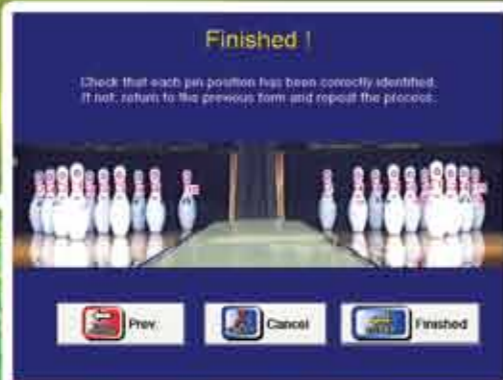 Finished !
Check that each pin position has been correctly identified.
If not, return to the previous form and repeat the process.
Prev.
Cancel
Finished